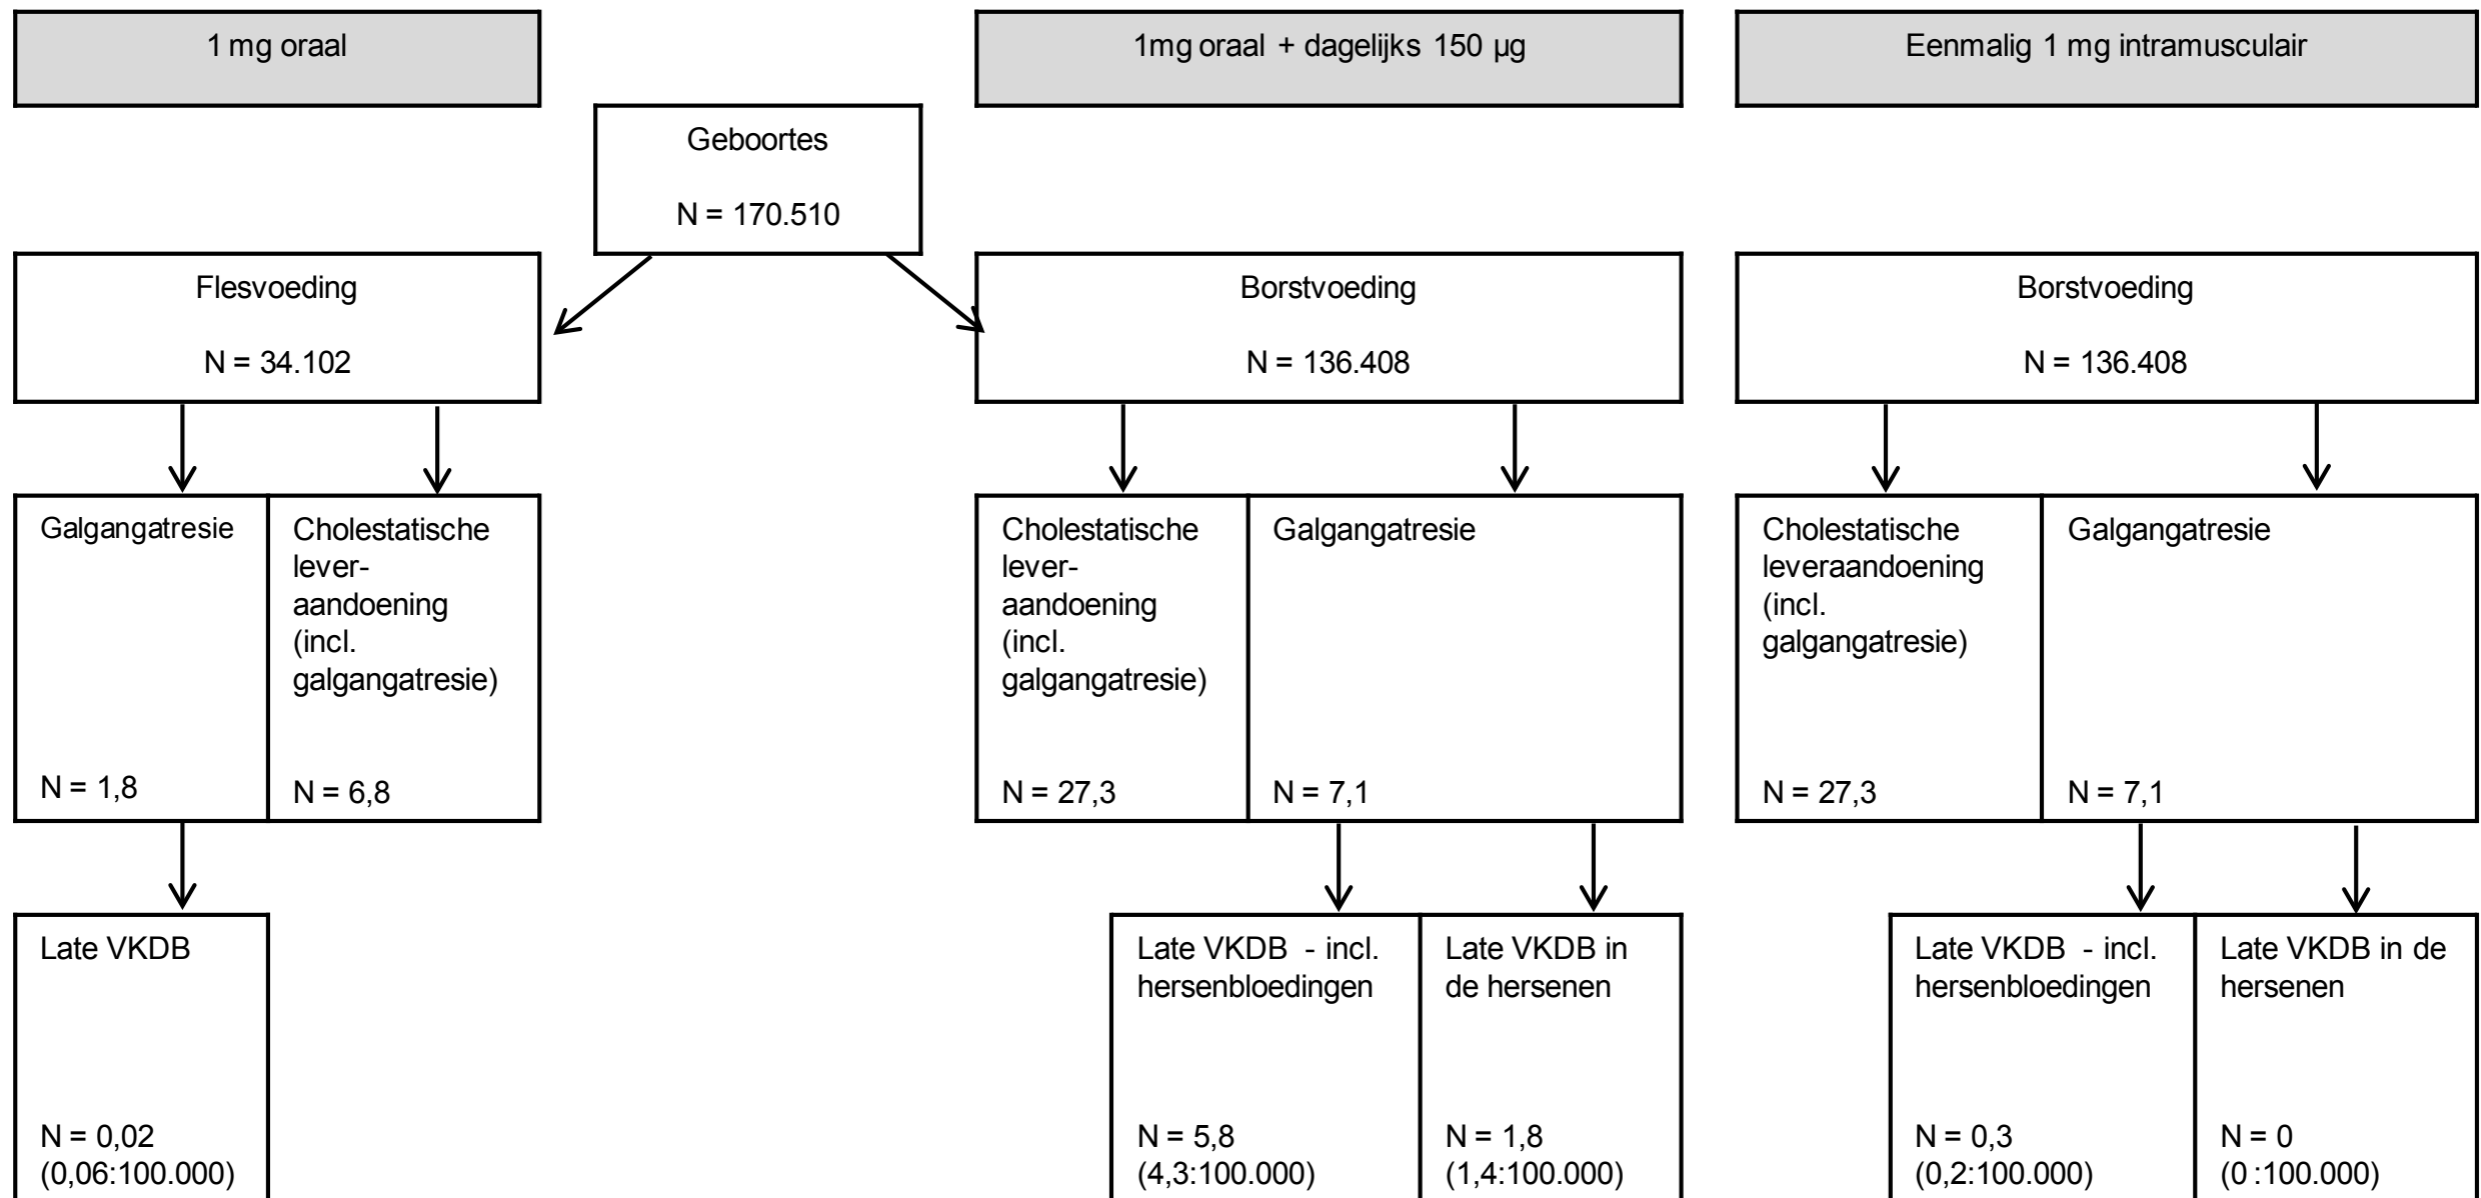 1 mg oraal
1mg oraal + dagelijks 150 µg
Eenmalig 1 mg intramusculair
Geboortes
N = 170.510
Flesvoeding
N = 34.102
Borstvoeding
N = 136.408
Borstvoeding
N = 136.408
Galgangatresie
N = 1,8
Cholestatische
lever-
aandoening
(incl.
galgangatresie)
N = 6,8
Cholestatische
lever-
aandoening
(incl.
galgangatresie)
N = 27,3
Galgangatresie
N = 7,1
Cholestatische
leveraandoening
(incl.
galgangatresie)
N = 27,3
Galgangatresie
N = 7,1
Late VKDB
N = 0,02
(0,06:100.000)
Late VKDB - incl.
hersenbloedingen
N = 5,8
(4,3:100.000)
Late VKDB in
de hersenen
N = 1,8
(1,4:100.000)
Late VKDB - incl.
hersenbloedingen
N = 0,3
(0,2:100.000)
Late VKDB in de
hersenen
N = 0
(0 :100.000)